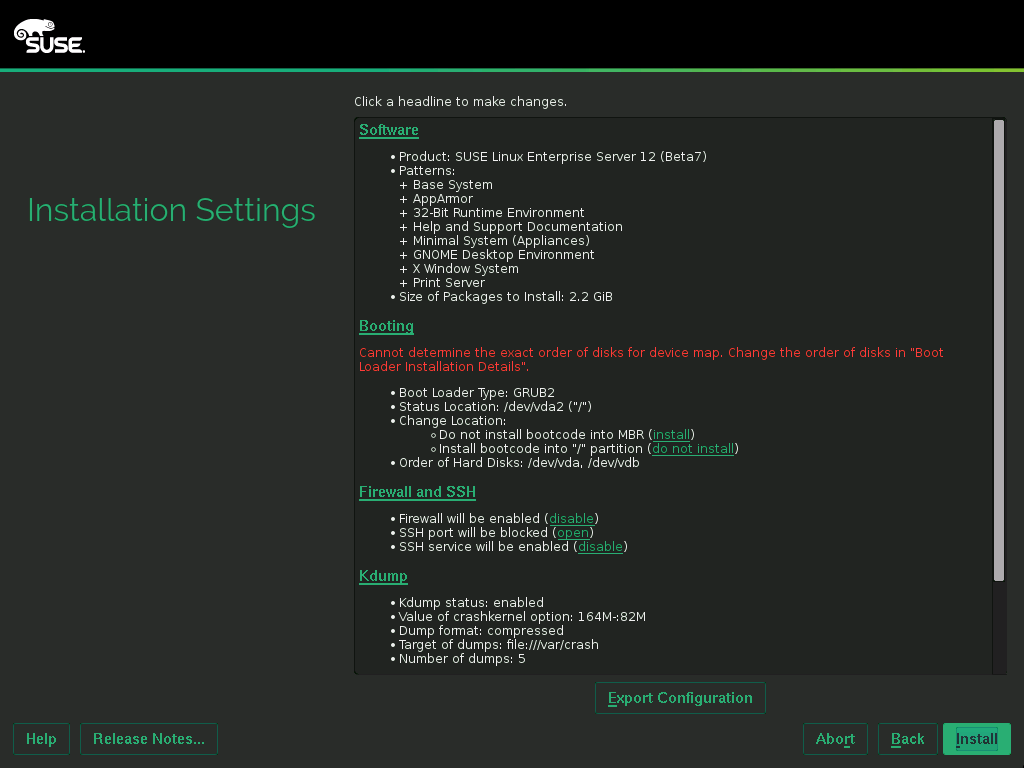 SUSE.
Click a headline to make changes.
Installation Settings
Software
• Product: SUSE Linux Enterprise Server 12 (Beta7)
• Patterns:
+ Base System
+ AppArmor
+ 32-Bit Runtime Environment
+ Help and Support Documentation
+ Minimal System (Appliances)
+ GNOME Desktop Environment
+ X Window System
+ Print Server
• Size of Packages to Install: 2.2 GiB
Booting
Cannot determine the exact order of disks for device map. Change the order of disks in "Boot
Loader Installation Details".
• Boot Loader Type: GRUB2
• Status Location: /dev/vda2 ("/")
• Change Location:
◦ Do not install bootcode into MBR (install)
◦ Install bootcode into "/" partition (do not install)
• Order of Hard Disks: /dev/vda, /dev/vdb
Firewall and SSH
• Firewall will be enabled (disable)
• SSH port will be blocked (open)
• SSH service will be enabled (disable)
Kdump
• Kdump status: enabled
• Value of crashkernel option: 164M-:82M
• Dump format: compressed
• Target of dumps: file:///var/crash
• Number of dumps: 5
Export Configuration
Help
Release Notes...
Abort
Back
Install